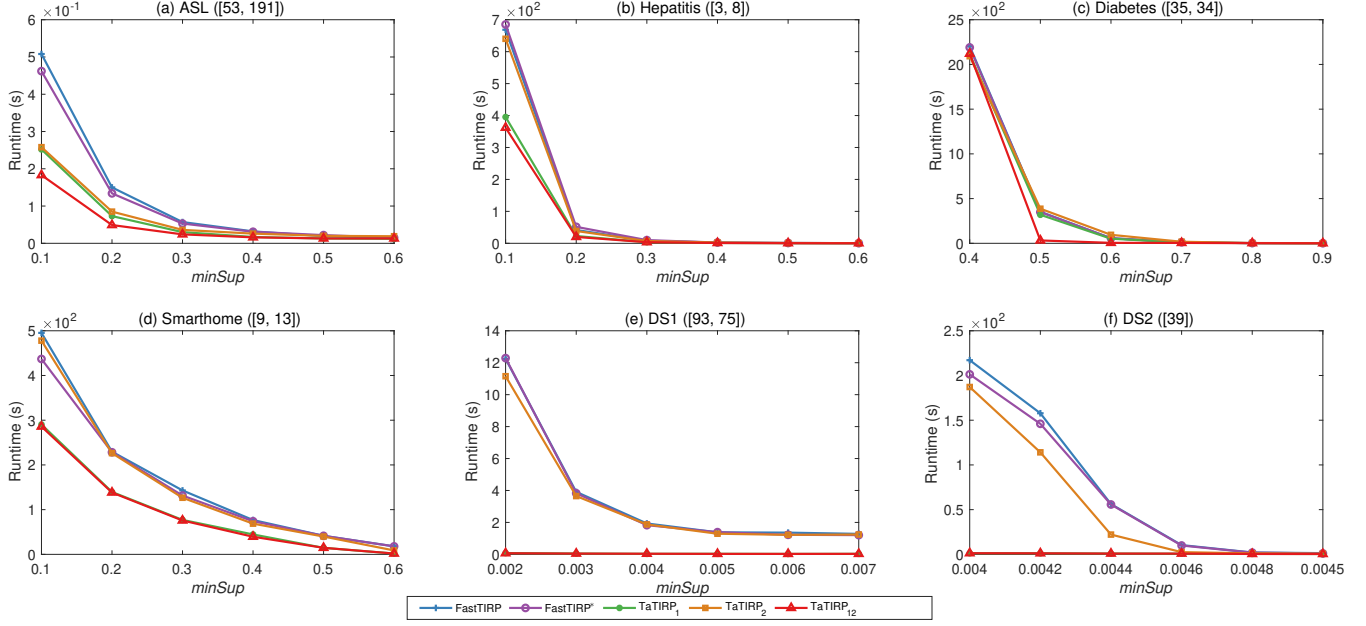 (a) ASL ([53, 191])
×10⁻¹
6
5
4
3
2
1
0
Runtime (s)
0.1 0.2 0.3 0.4 0.5 0.6
minSup
(b) Hepatitis ([3, 8])
×10²
7
6
5
4
3
2
1
0
Runtime (s)
0.1 0.2 0.3 0.4 0.5 0.6
minSup
(c) Diabetes ([35, 34])
×10²
25
20
15
10
5
0
Runtime (s)
0.4 0.5 0.6 0.7 0.8 0.9
minSup
(d) Smarthome ([9, 13])
×10²
5
4
3
2
1
0
Runtime (s)
0.1 0.2 0.3 0.4 0.5 0.6
minSup
(e) DS1 ([93, 75])
14
12
10
8
6
4
2
0
Runtime (s)
0.002 0.003 0.004 0.005 0.006 0.007
minSup
(f) DS2 ([39])
×10²
2.5
2
1.5
1
0.5
0
Runtime (s)
0.004 0.0042 0.0044 0.0046 0.0048 0.0045
minSup
FastTIRP FastTIRP* TaTIRP₁ TaTIRP₂ TaTIRP₁₂